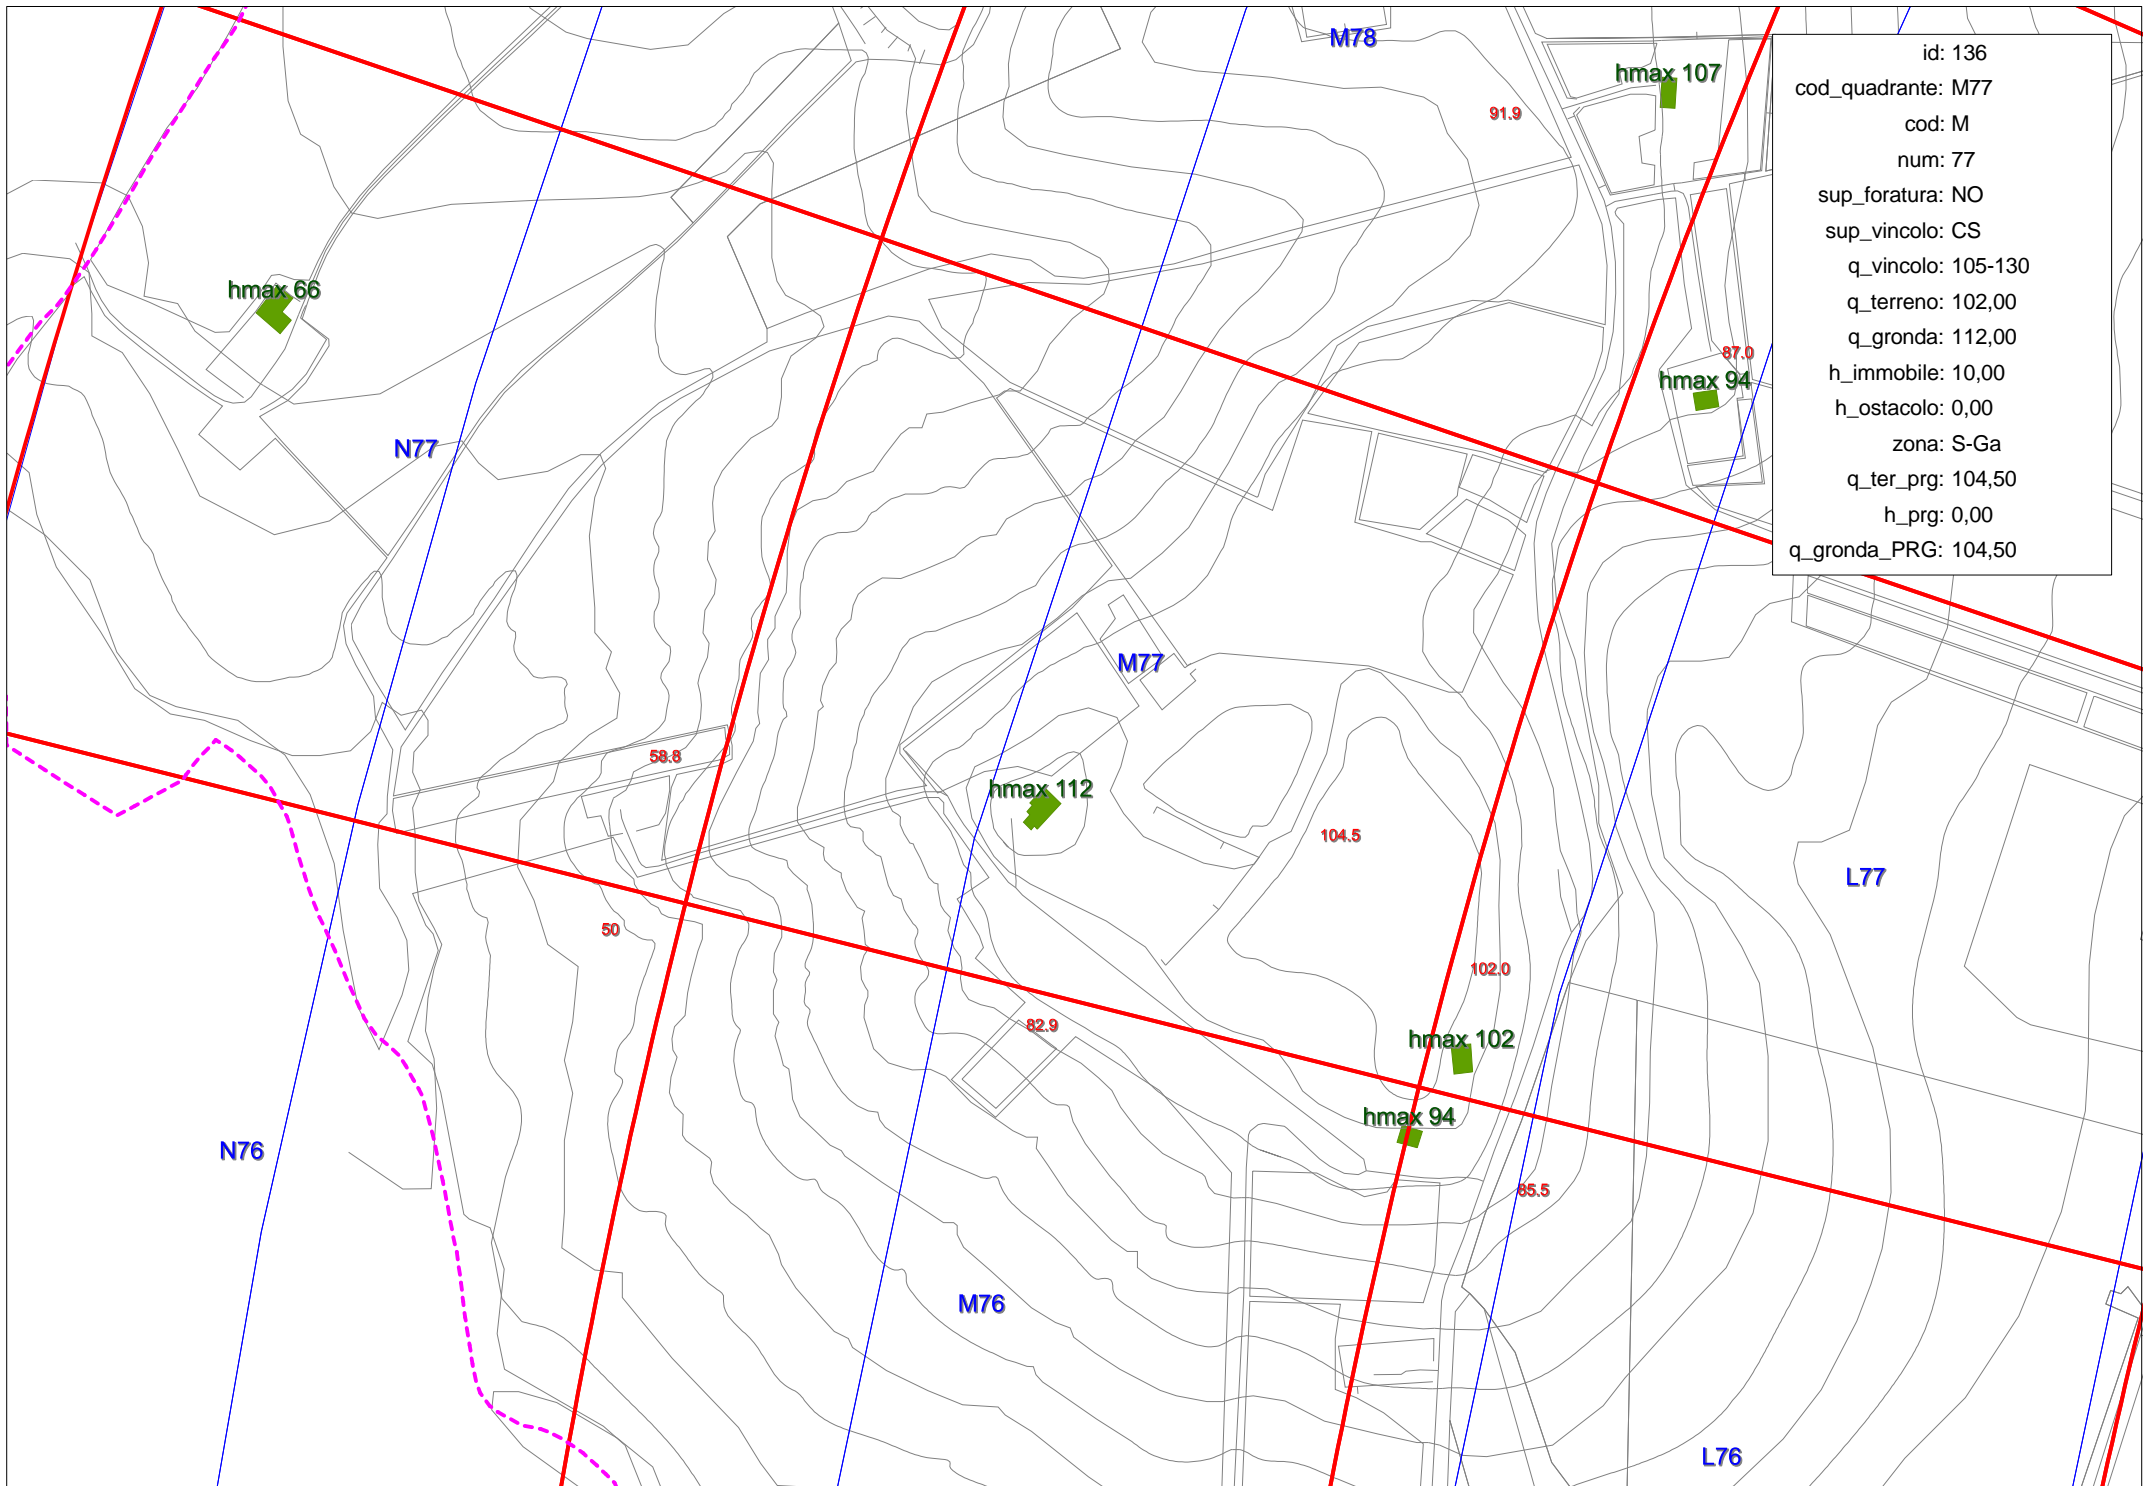 M78
hmax 107
91.9
id: 136
cod_quadrante: M77
cod: M
num: 77
sup_foratura: NO
sup_vincolo: CS
q_vincolo: 105-130
q_terreno: 102,00
q_gronda: 112,00
h_immobile: 10,00
h_ostacolo: 0,00
zona: S-Ga
q_ter_prg: 104,50
h_prg: 0,00
q_gronda_PRG: 104,50
hmax 66
87.0
hmax 94
N77
M77
58.8
hmax 112
104.5
L77
50
102.0
82.9
hmax 102
hmax 94
N76
85.5
M76
L76